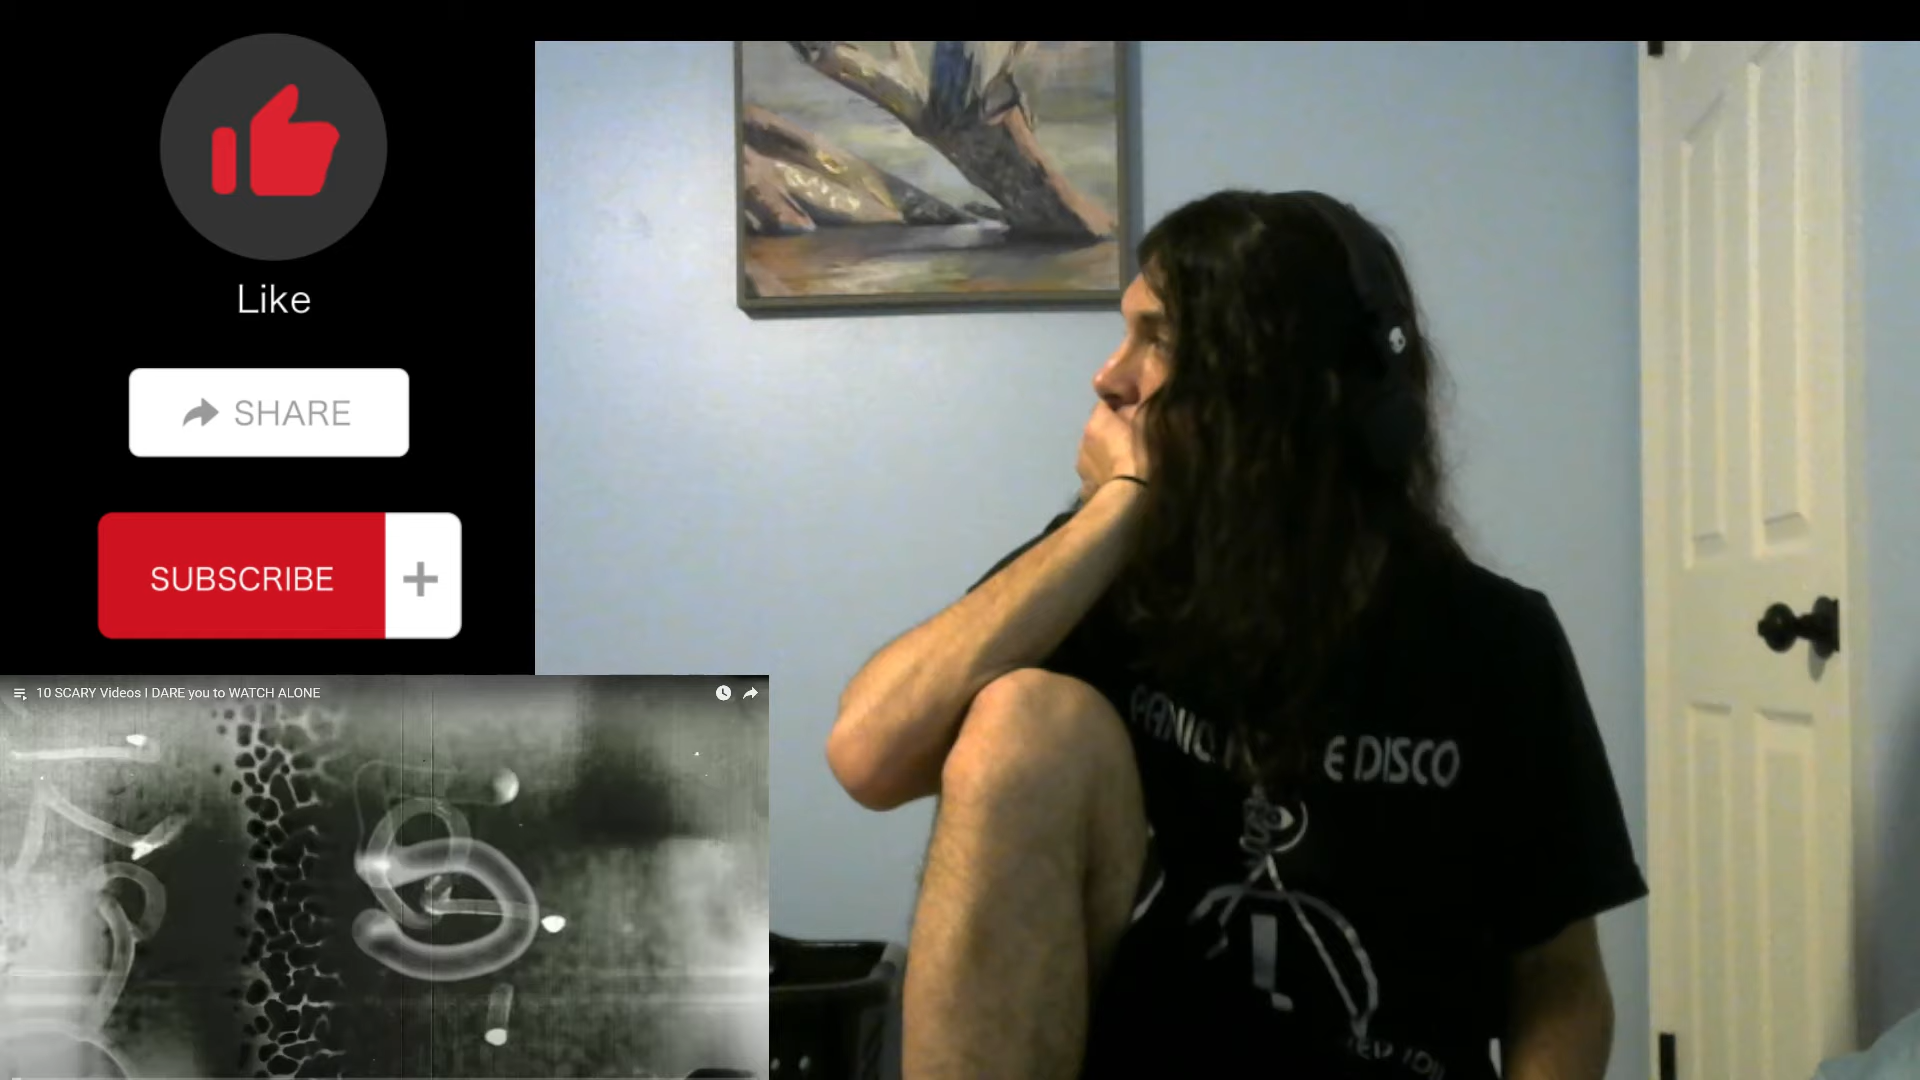 Like
SHARE
SUBSCRIBE
10 SCARY Videos I DARE you to WATCH ALONE
E DISCO